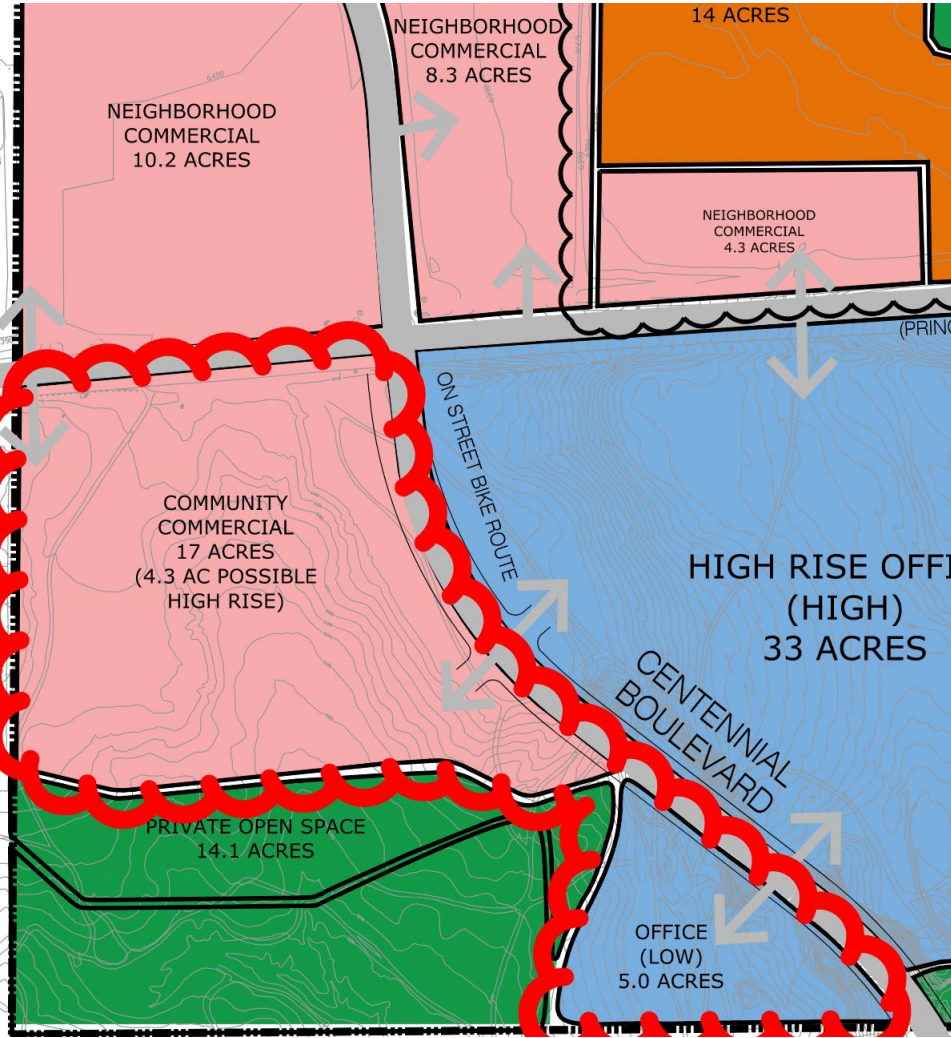 NEIGHBORHOOD
COMMERCIAL
8.3 ACRES
14 ACRES
NEIGHBORHOOD
COMMERCIAL
10.2 ACRES
NEIGHBORHOOD
COMMERCIAL
4.3 ACRES
(PRINC
ON STREET BIKE ROUTE
COMMUNITY
COMMERCIAL
17 ACRES
(4.3 AC POSSIBLE
HIGH RISE)
HIGH RISE OFFI
(HIGH)
33 ACRES
CENTENNIAL
BOULEVARD
PRIVATE OPEN SPACE
14.1 ACRES
OFFICE
(LOW)
5.0 ACRES